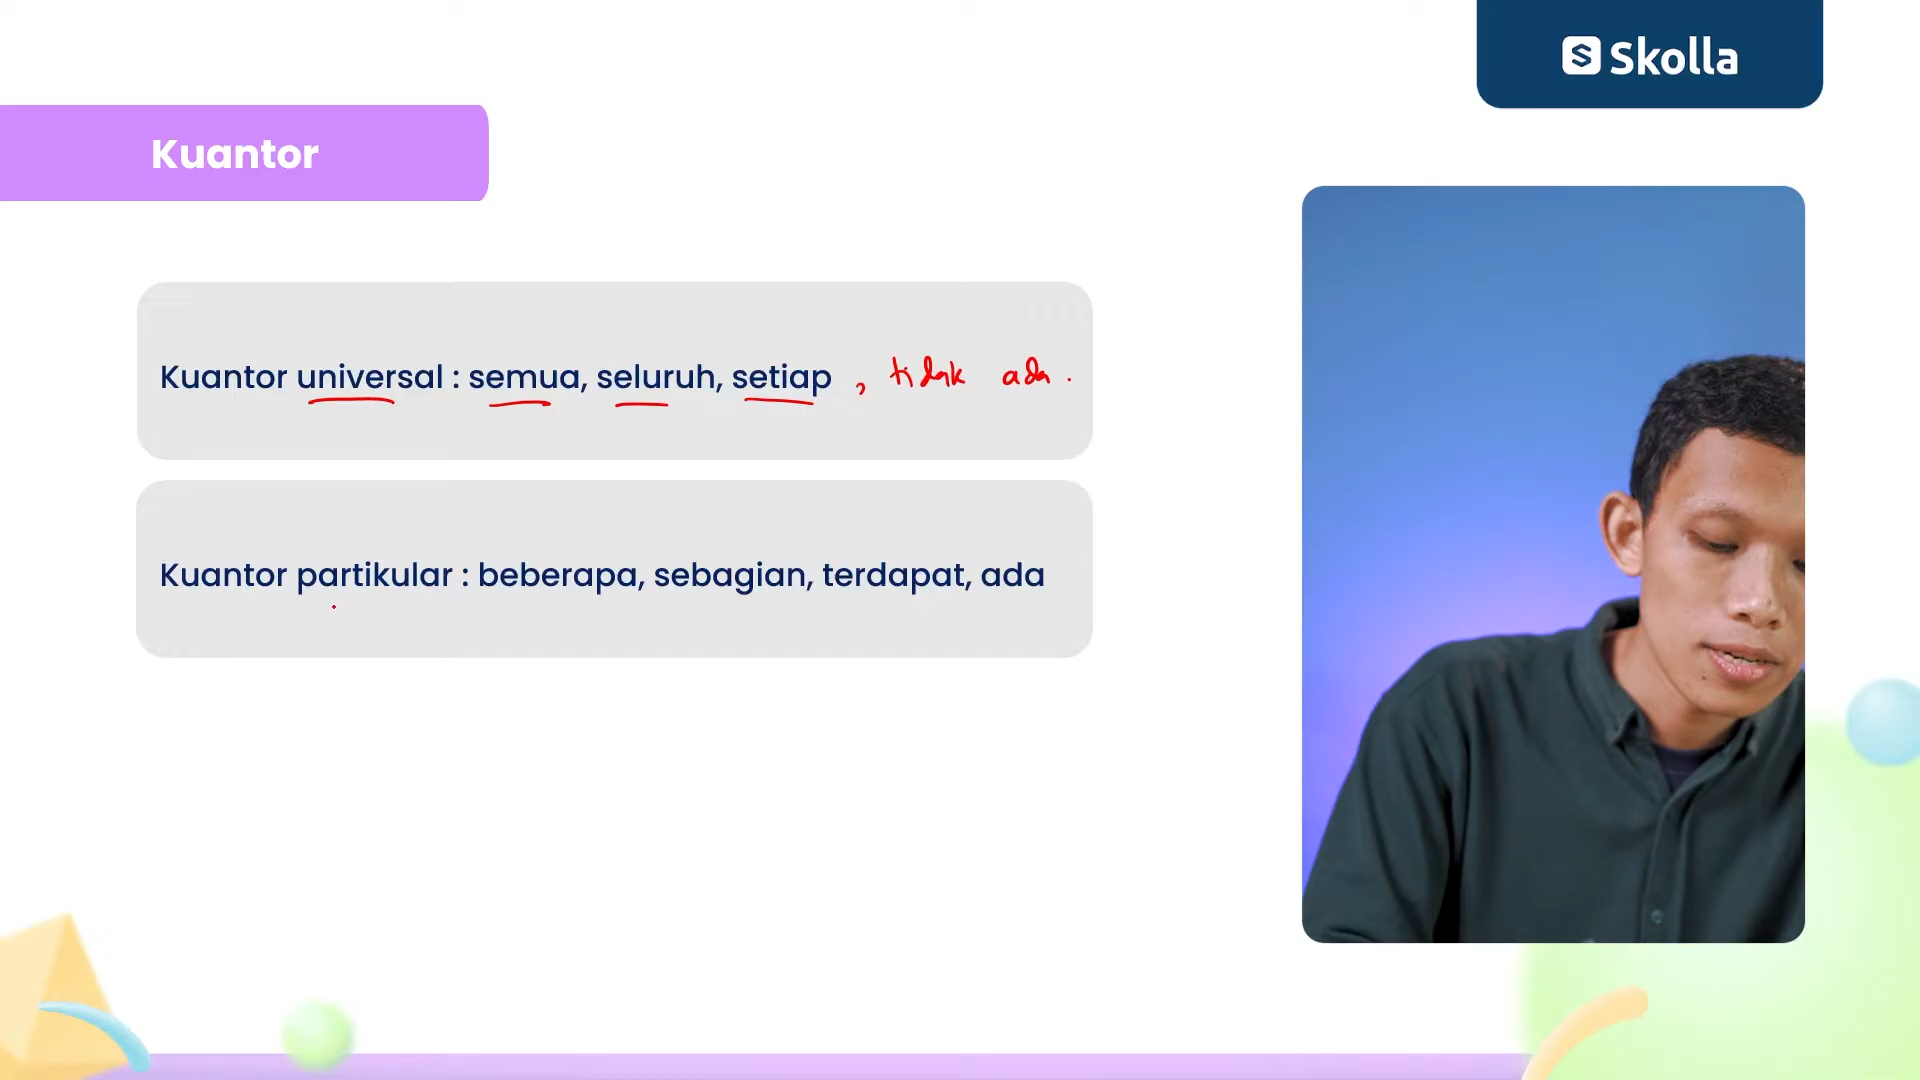 Skolla
Kuantor
Kuantor universal : semua, seluruh, setiap , tidak ada .
Kuantor partikular : beberapa, sebagian, terdapat, ada